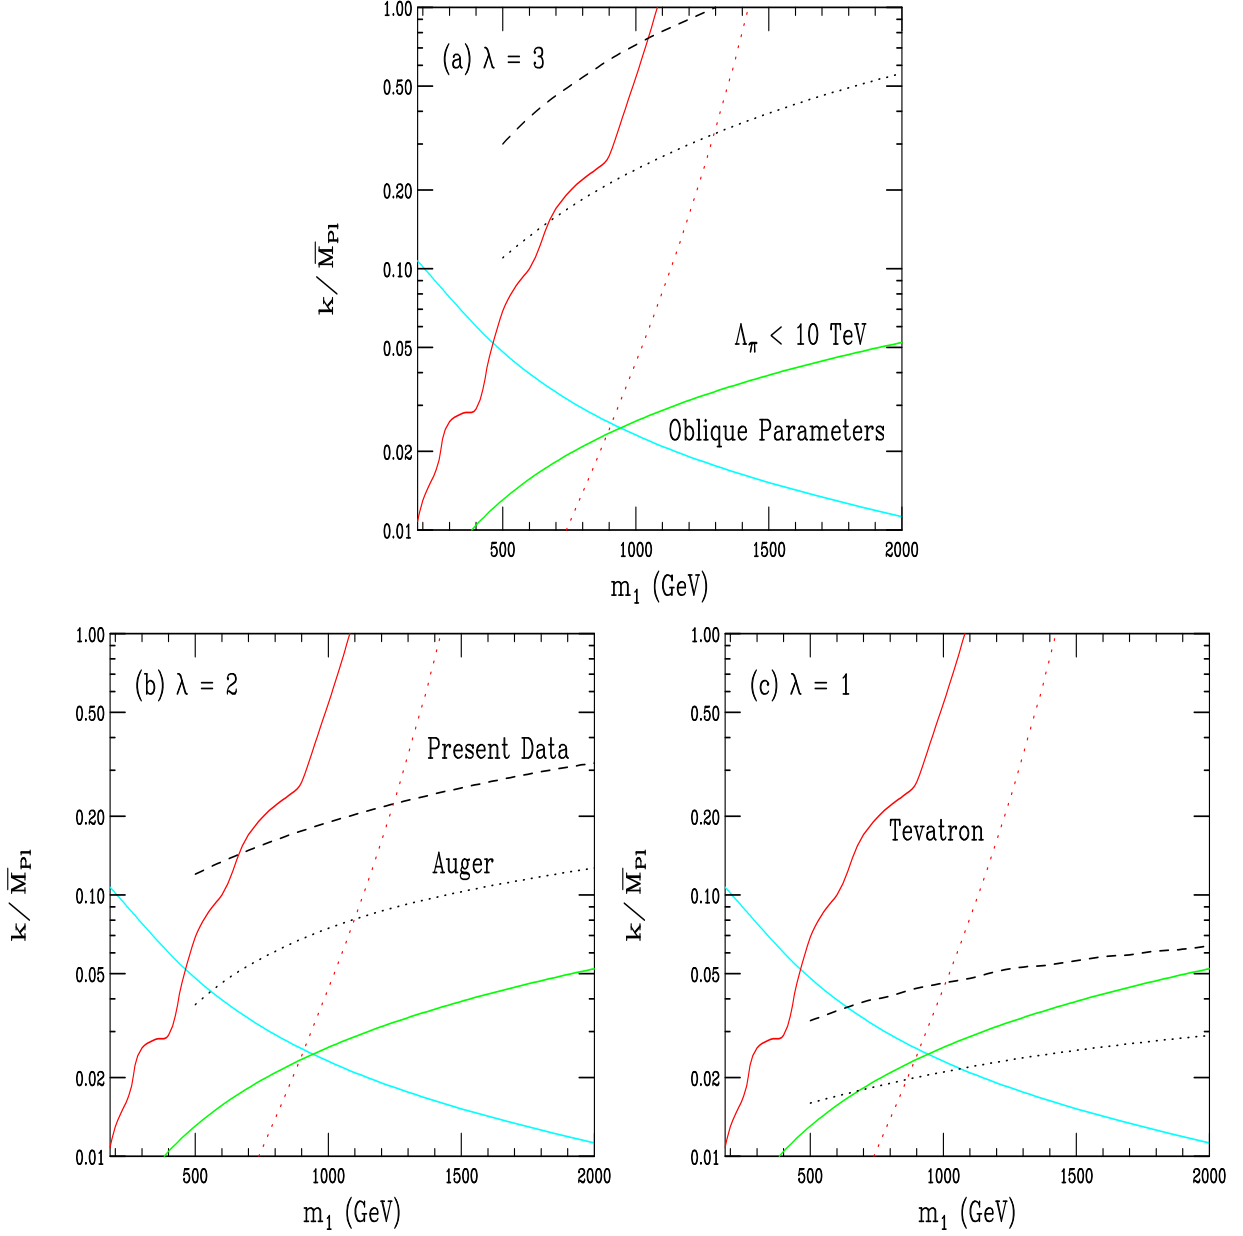 (a) λ = 3
1.00
0.50
0.20
0.10
0.05
0.02
0.01
k / M̅Pl
Λπ < 10 TeV
Oblique Parameters
500 1000 1500 2000
m1 (GeV)
(b) λ = 2
1.00
0.50
0.20
0.10
0.05
0.02
0.01
k / M̅Pl
Present Data
Auger
500 1000 1500 2000
m1 (GeV)
(c) λ = 1
1.00
0.50
0.20
0.10
0.05
0.02
0.01
k / M̅Pl
Tevatron
500 1000 1500 2000
m1 (GeV)